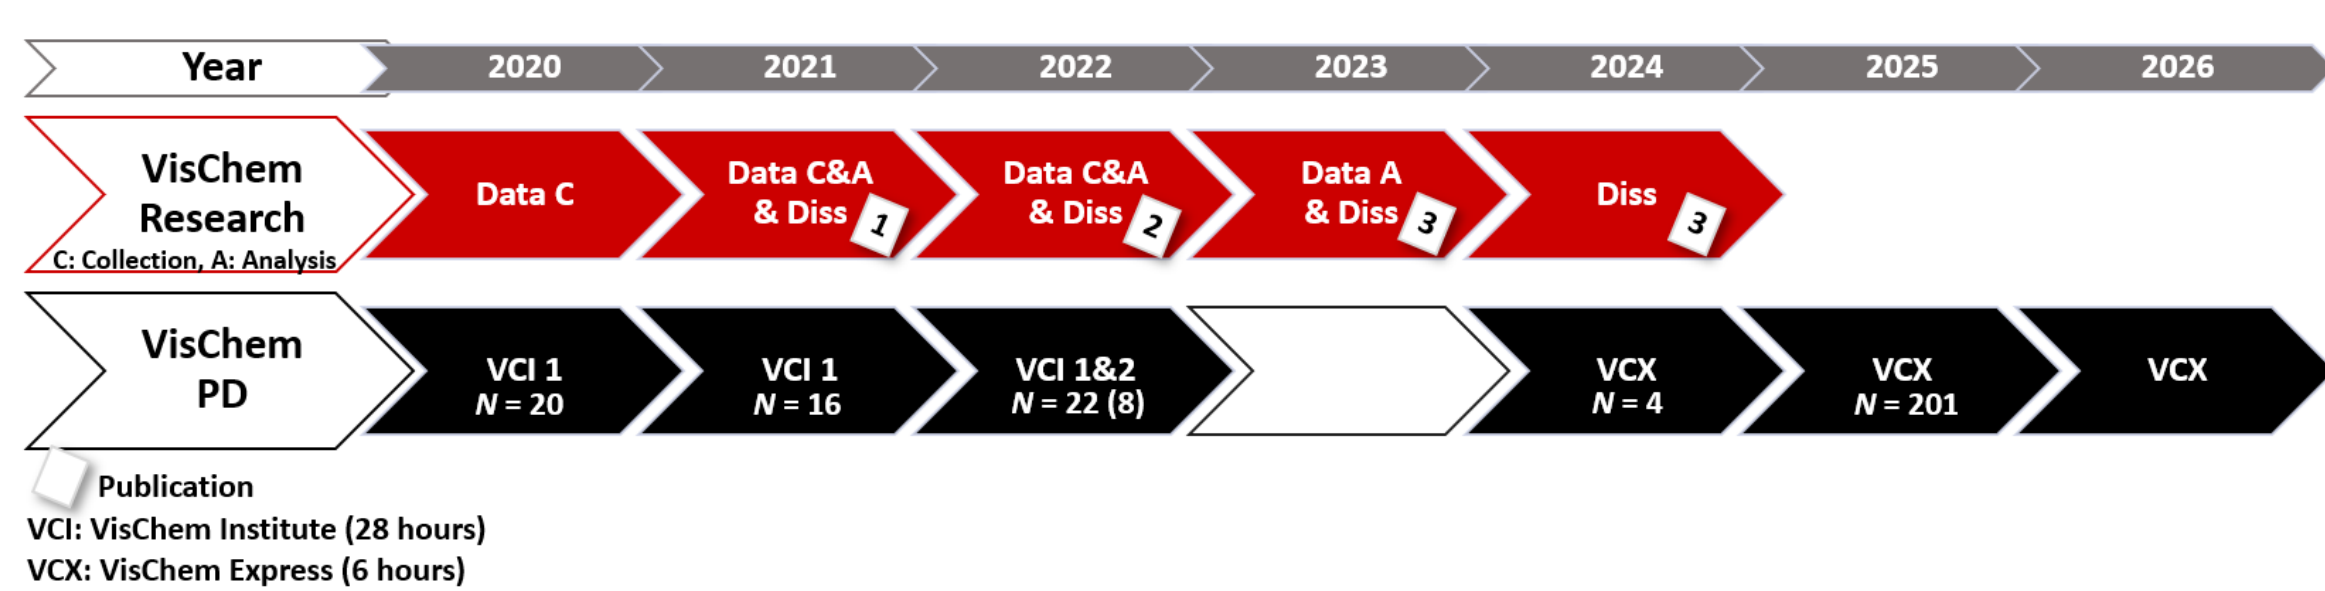 Year 2020 2021 2022 2023 2024 2025 2026
VisChem
Research
C: Collection, A: Analysis
Data C
Data C&A
& Diss
1
Data C&A
& Diss
2
Data A
& Diss
3
Diss
3
VisChem
PD
VCI 1
N = 20
VCI 1
N = 16
VCI 1&2
N = 22 (8)
VCX
N = 4
VCX
N = 201
VCX
Publication
VCI: VisChem Institute (28 hours)
VCX: VisChem Express (6 hours)